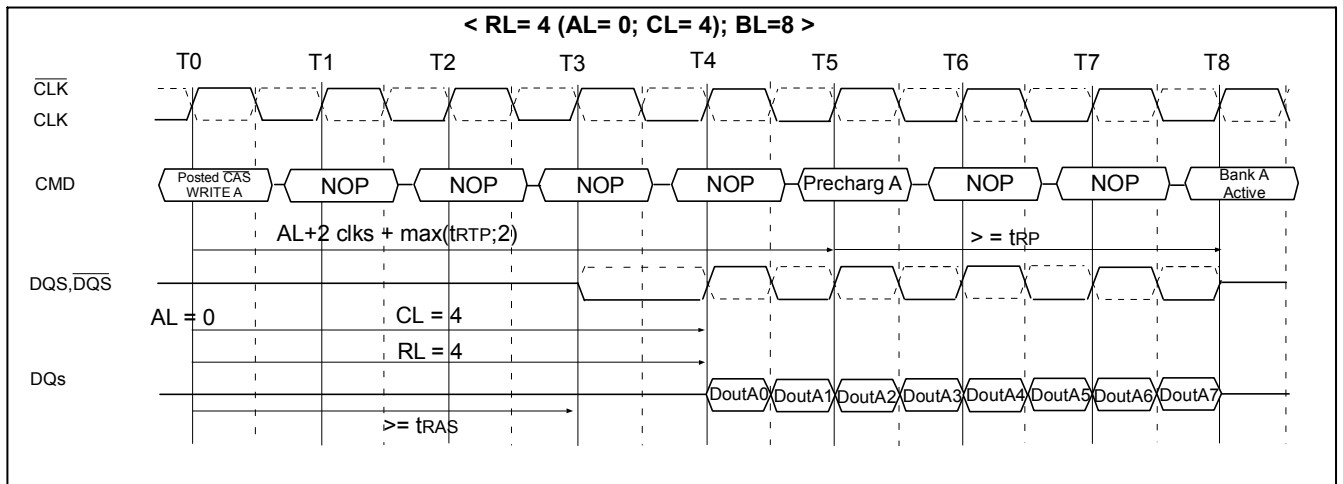 < RL= 4 (AL= 0; CL= 4); BL=8 >
T0 T1 T2 T3 T4 T5 T6 T7 T8
CLK
CLK
CMD
Posted CAS
WRITE A
NOP NOP NOP NOP Precharg A NOP NOP
Bank A
Active
AL+2 clks + max(tRTP;2)
> = tRP
DQS,DQS
AL = 0
CL = 4
RL = 4
DQs
DoutA0 DoutA1 DoutA2 DoutA3 DoutA4 DoutA5 DoutA6 DoutA7
>= tRAS